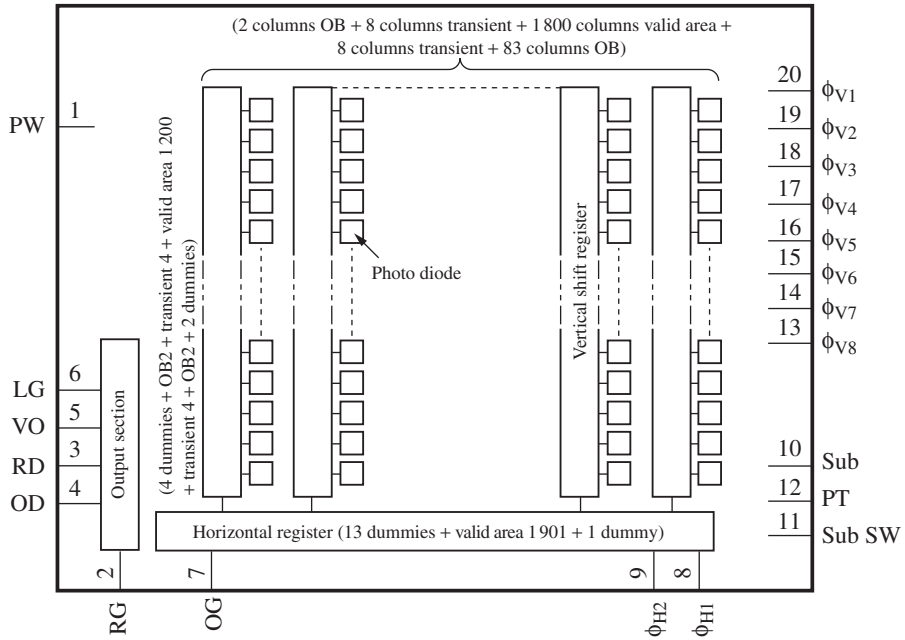 (2 columns OB + 8 columns transient + 1 800 columns valid area +
8 columns transient + 83 columns OB)
PW
1
20
ϕV1
19
ϕV2
18
ϕV3
17
ϕV4
16
ϕV5
15
ϕV6
14
ϕV7
13
ϕV8
(4 dummies + OB2 + transient 4 + valid area 1 200
+ transient 4 + OB2 + 2 dummies)
Photo diode
Vertical shift register
LG
6
VO
5
RD
3
OD
4
Output section
10
Sub
12
PT
11
Sub SW
Horizontal register (13 dummies + valid area 1 901 + 1 dummy)
2
RG
7
OG
9
ϕH2
8
ϕH1